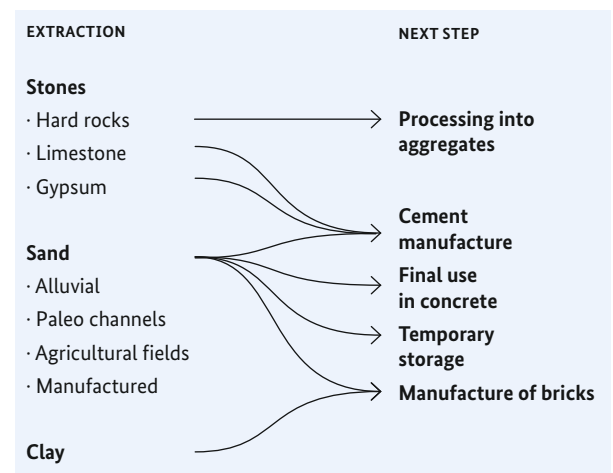 EXTRACTION
Stones
· Hard rocks
· Limestone
· Gypsum
Sand
· Alluvial
· Paleo channels
· Agricultural fields
· Manufactured
Clay
NEXT STEP
Processing into
aggregates
Cement
manufacture
Final use
in concrete
Temporary
storage
Manufacture of bricks